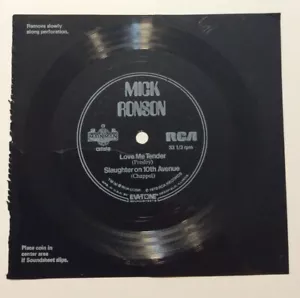 Remove slowly
along perforation.
MICK
RONSON
RCA
33 1/3 rpm
Love Me Tender
(Presley)
Slaughter on 10th Avenue
(Chappel)
EVATONE
Place coin in
center area
if Soundsheet slips.